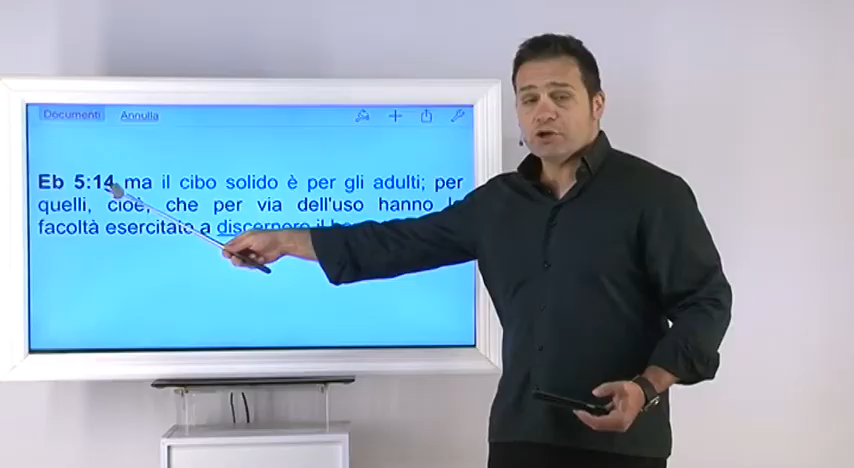 Documenti Annulla
Eb 5:14 ma il cibo solido è per gli adulti; per
quelli, cioè, che per via dell'uso hanno le
facoltà esercitate a discernere il